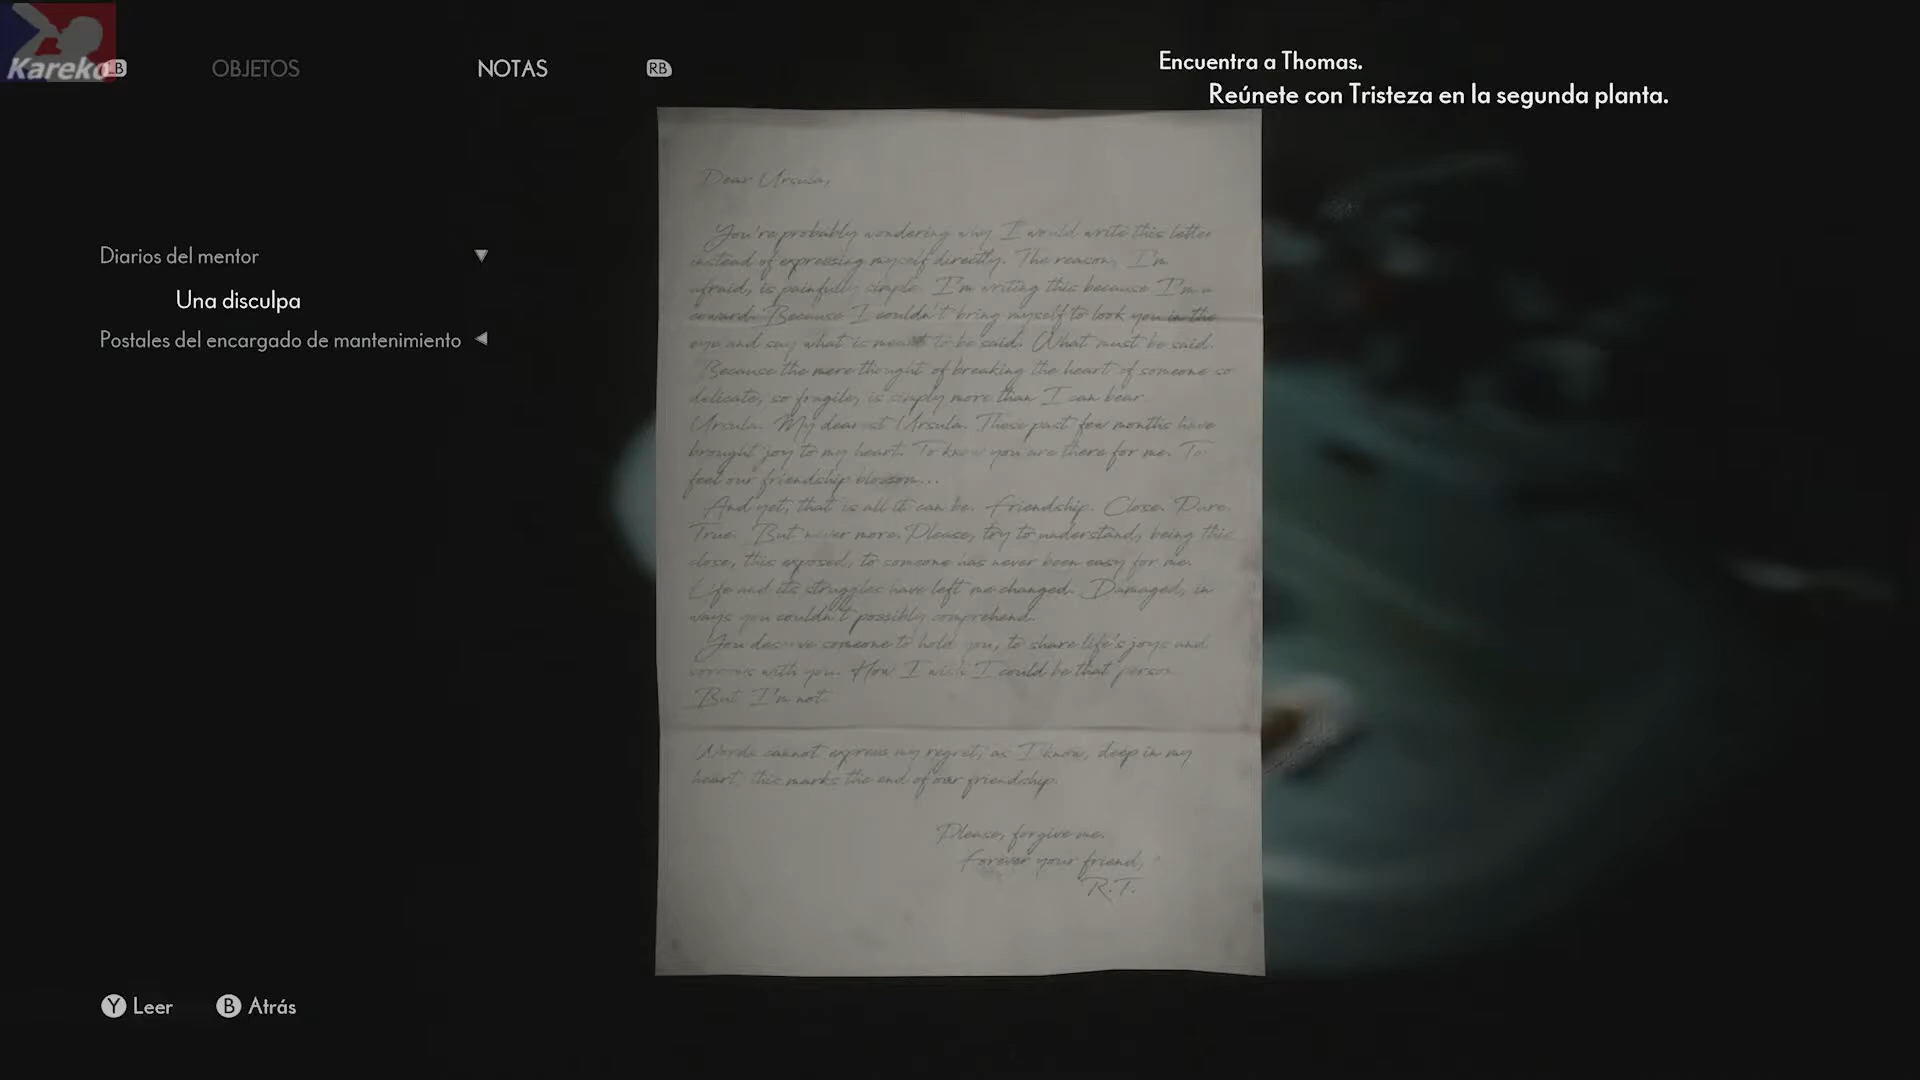 Kareko
LB
OBJETOS
NOTAS
RB
Encuentra a Thomas.
Reúnete con Tristeza en la segunda planta.
Diarios del mentor
Una disculpa
Postales del encargado de mantenimiento
Dear Ursula,
You're probably wondering why I would write this letter
instead of expressing myself directly. The reason, I'm
afraid, is painfully simple. I'm writing this because I'm a
coward. Because I couldn't bring myself to look you in the
eye and say what is meant to be said. What must be said.
Because the mere thought of breaking the heart of someone so
delicate, so fragile, is simply more than I can bear.
Ursula. My dearest Ursula. These past few months have
brought joy to my heart. To know you are there for me. To
feel our friendship blossom...
And yet, that is all it can be. Friendship. Close. Pure.
True. But never more. Please, try to understand, being this
close, this exposed, to someone has never been easy for me.
Life and its struggles have left me changed. Damaged, in
ways you couldn't possibly comprehend.
You deserve someone to hold you, to share life's joys and
sorrows with you. How I wish I could be that person.
But I'm not.
Words cannot express my regret, as I know, deep in my
heart, this marks the end of our friendship.
Please, forgive me.
Forever your friend,
R.T.
Y Leer
B Atrás